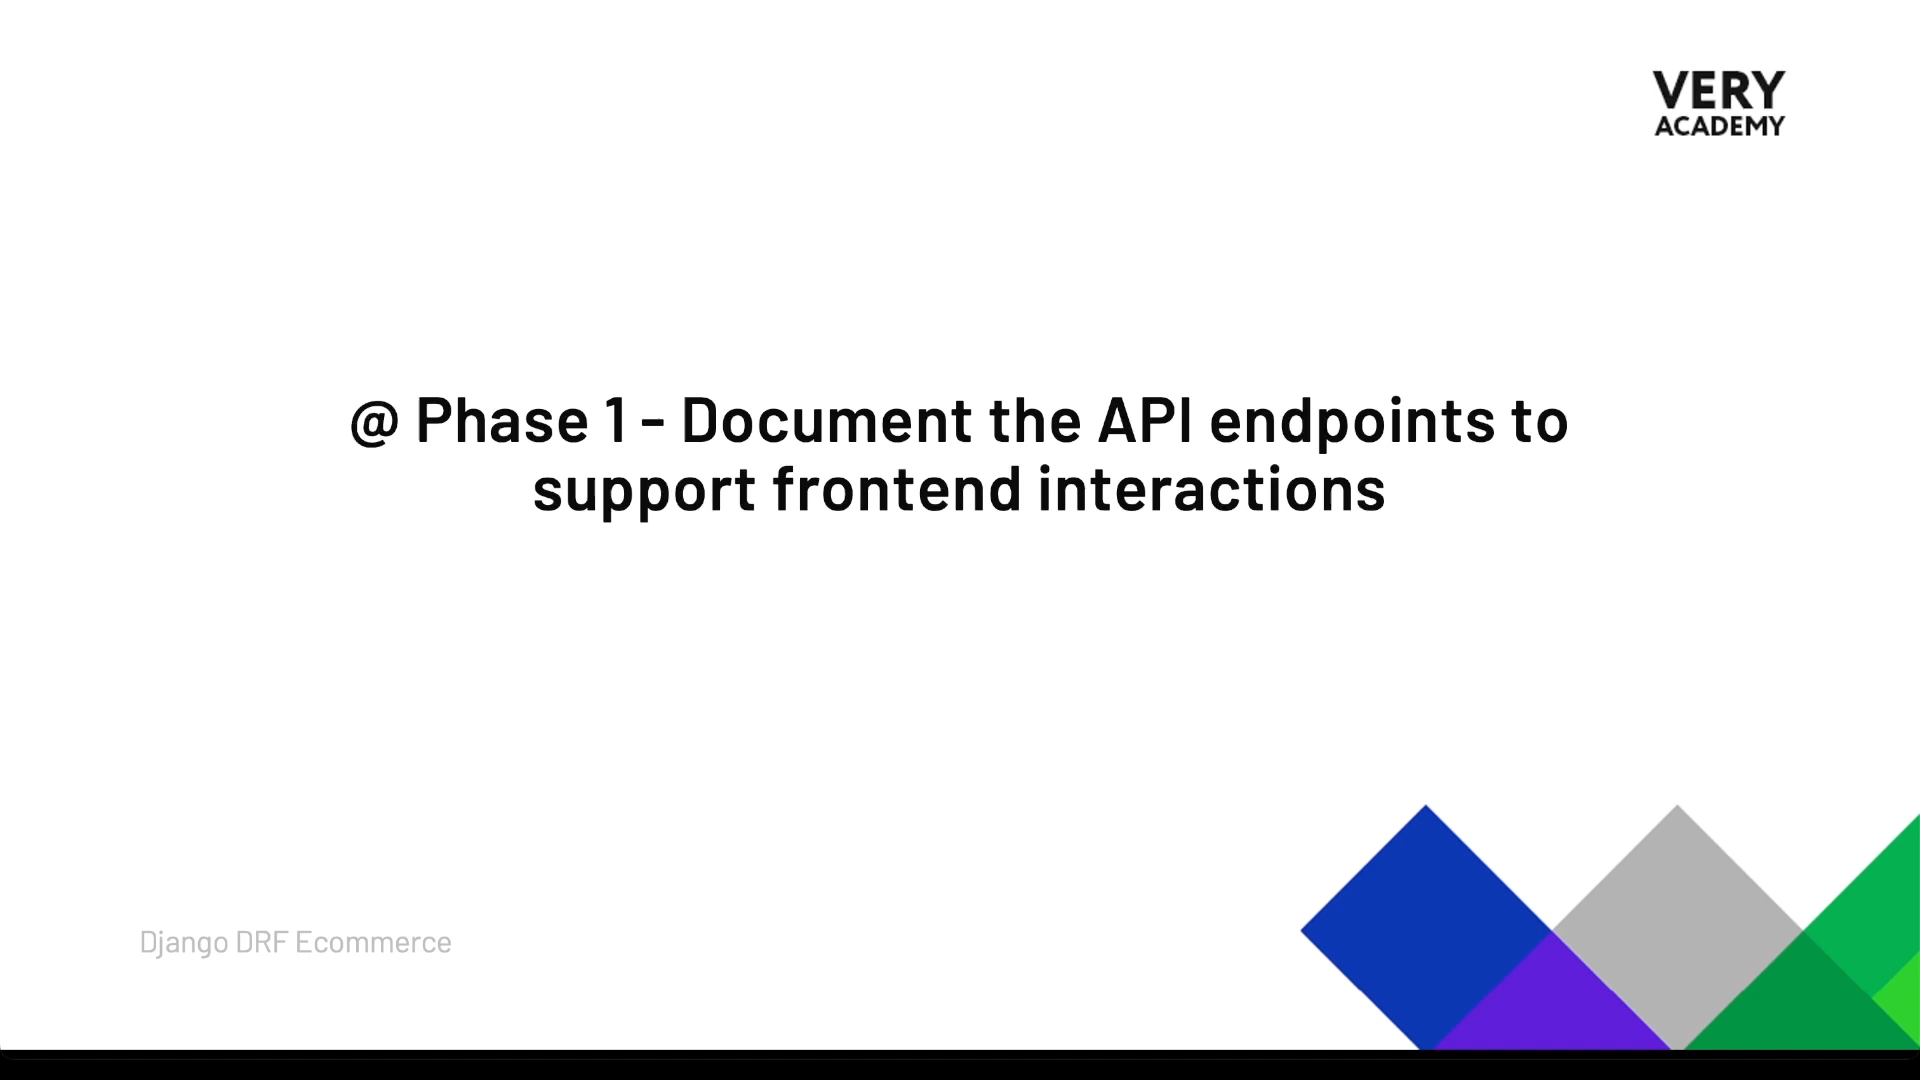 VERY
ACADEMY
@ Phase 1 - Document the API endpoints to
support frontend interactions
Django DRF Ecommerce